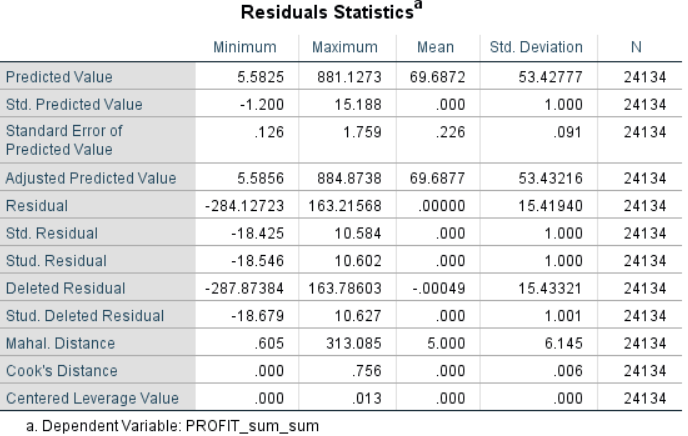 Residuals Statisticsa
Minimum Maximum Mean Std. Deviation N
Predicted Value 5.5825 881.1273 69.6872 53.42777 24134
Std. Predicted Value -1.200 15.188 .000 1.000 24134
Standard Error of
Predicted Value .126 1.759 .226 .091 24134
Adjusted Predicted Value 5.5856 884.8738 69.6877 53.43216 24134
Residual -284.12723 163.21568 .00000 15.41940 24134
Std. Residual -18.425 10.584 .000 1.000 24134
Stud. Residual -18.546 10.602 .000 1.000 24134
Deleted Residual -287.87384 163.78603 -.00049 15.43321 24134
Stud. Deleted Residual -18.679 10.627 .000 1.001 24134
Mahal. Distance .605 313.085 5.000 6.145 24134
Cook's Distance .000 .756 .000 .006 24134
Centered Leverage Value .000 .013 .000 .000 24134
a. Dependent Variable: PROFIT_sum_sum